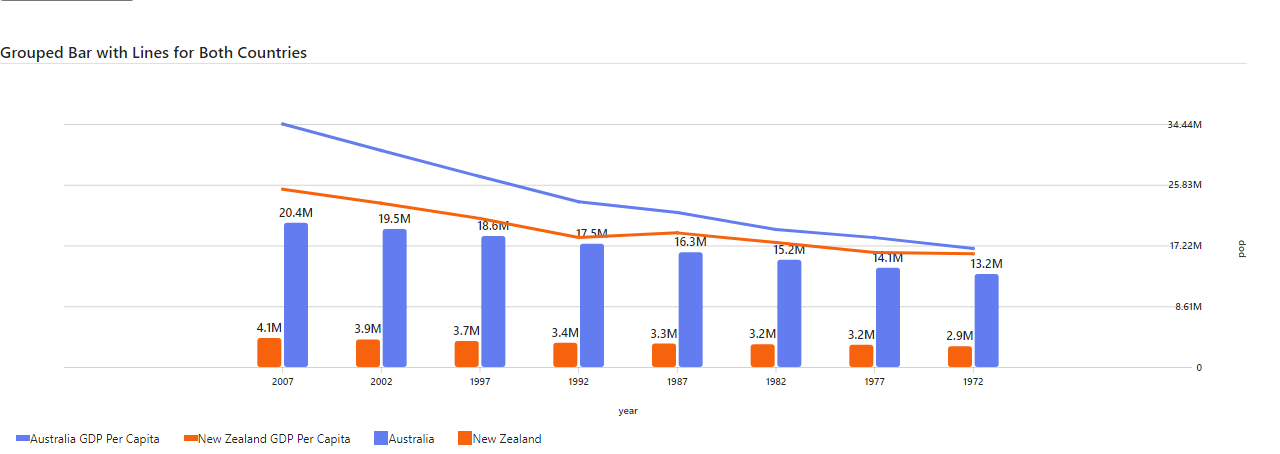 Grouped Bar with Lines for Both Countries
34.44M
25.83M
20.4M
19.5M
18.6M
17.5M
16.3M
15.2M
14.1M
13.2M
17.22M
pop
8.61M
4.1M
3.9M
3.7M
3.4M
3.3M
3.2M
3.2M
2.9M
0
2007 2002 1997 1992 1987 1982 1977 1972
year
Australia GDP Per Capita New Zealand GDP Per Capita Australia New Zealand